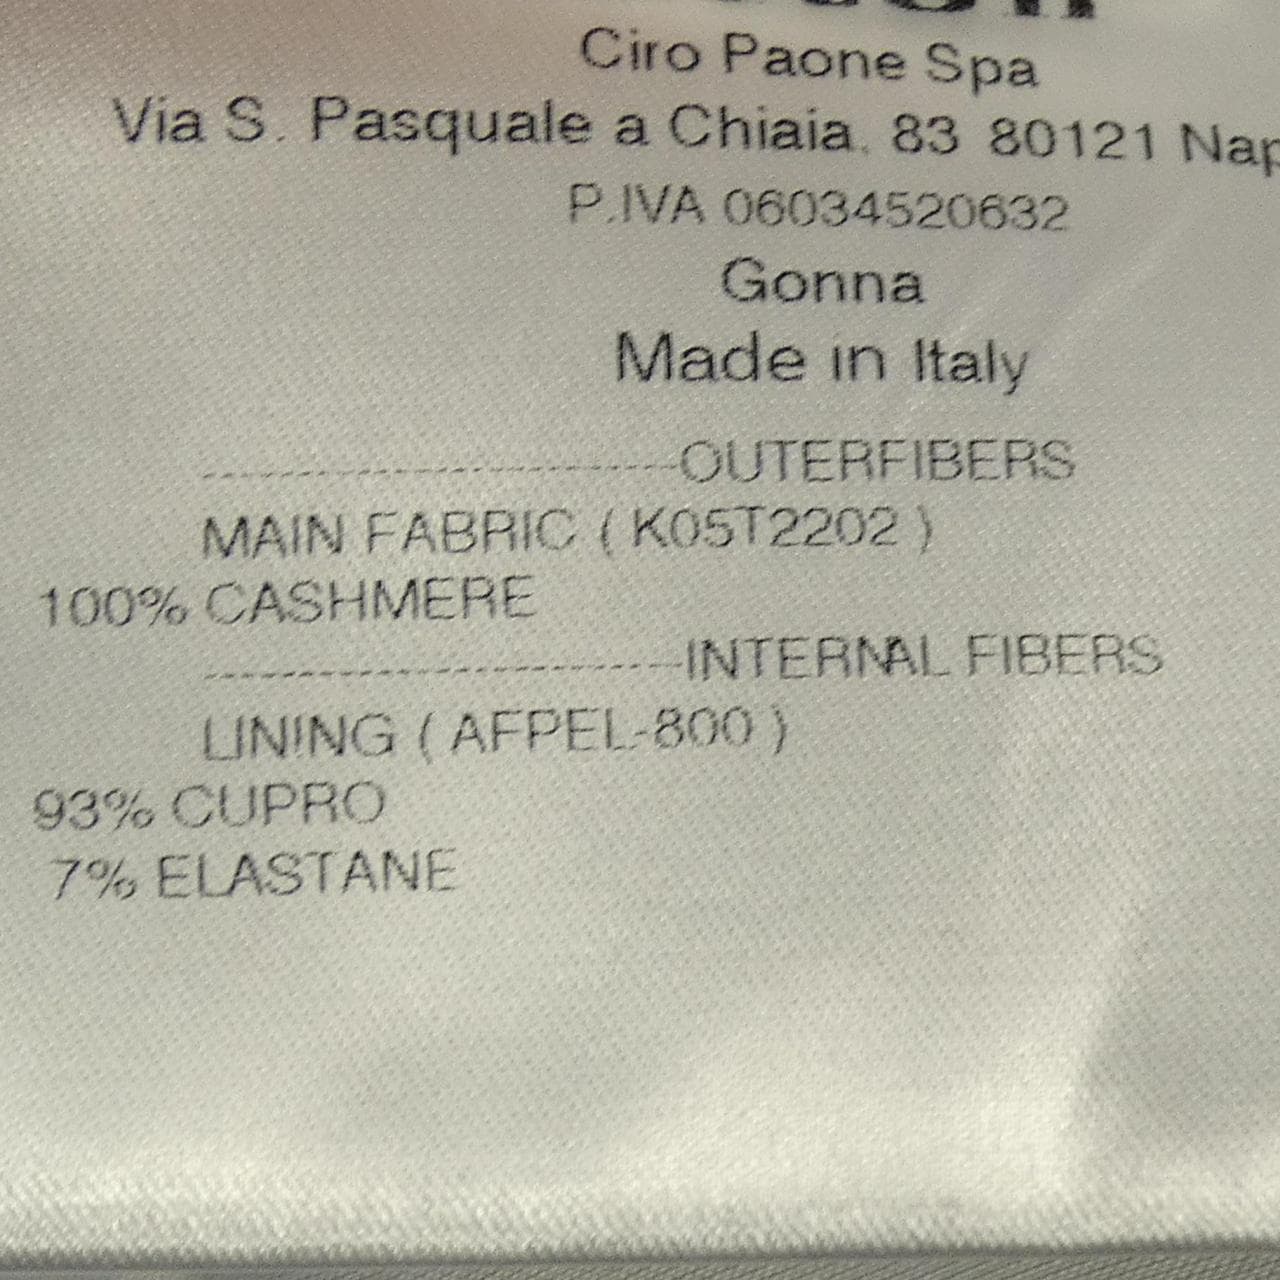 Ciro Paone Spa
Via S. Pasquale a Chiaia, 83 80121 Nap
P.IVA 06034520632
Gonna
Made in Italy
------------------------OUTERFIBERS
MAIN FABRIC ( K05T2202 )
100% CASHMERE
------------------------INTERNAL FIBERS
LINING ( AFPEL-800 )
93% CUPRO
7% ELASTANE